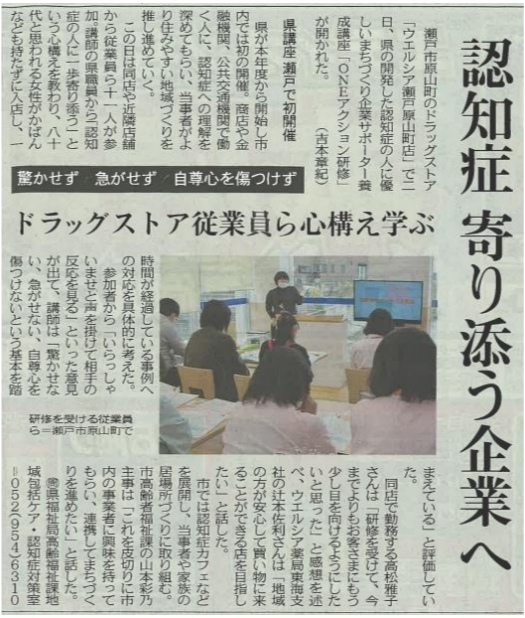 認知症 寄り添う企業へ
ドラッグストア従業員ら心構え学ぶ
驚かせず 急がせず 自尊心を傷つけず
瀬戸市原山町のドラッグストア
「ウエルシア瀬戸原山町店」で二
日、県の開発した認知症の人に優
しいまちづくり企業サポーター養
成講座「ONEアクション研修」
が開かれた。　（吉本章紀）
県講座、瀬戸で初開催
県が本年度から開始し市
内では初の開催。商店や金
融機関、公共交通機関で働
く人に、認知症への理解を
深めてもらい、当事者がよ
り住みやすい地域づくりを
推し進めていく。
この日は同店や近隣店舗
から従業員ら十一人が参
加。講師の県職員から「認知
症の人に一歩寄り添う」と
いう心構えを教わり、八十
代と思われる女性がかばん
なども持たずに入店し、一
時間が経過している事例へ
の対応を具体的に考えた。
参加者から「いらっしゃ
いませと声を掛けて相手の
反応を見る」といった意見
が出て、講師は「驚かせな
い、急がせない、自尊心を
傷つけないという基本を踏
まえている」と評価してい
た。
同店で勤務する高松雅子
さんは「研修を受けて、今
までよりもお客さまにもう
少し目を向けるようにした
いと思った」と感想を述
べ、ウエルシア薬局東海支
社の辻本佐利さんは「地域
の方が安心して買い物に来
ることができる店を目指し
たい」と話した。
市では認知症カフェなど
を展開し、当事者や家族の
居場所づくりに取り組む。
市高齢者福祉課の山本彩乃
主事は「これを皮切りに市
内の事業者に興味を持って
もらい、連携してまちづく
りを進めたい」と話した。
㉄県福祉局高齢福祉課地
域包括ケア・認知症対策室
＝052(954)6310
研修を受ける従業員
ら＝瀬戸市原山町で